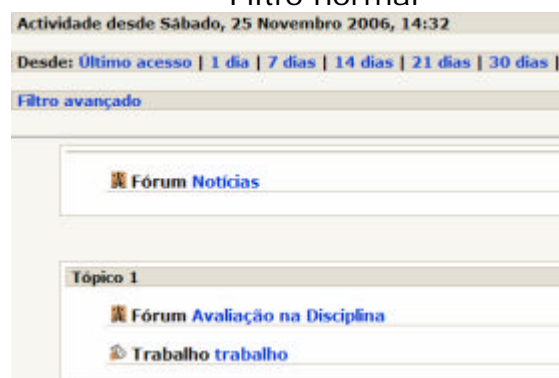 Filtro normal
Actividade desde Sábado, 25 Novembro 2006, 14:32
Desde: Último acesso | 1 dia | 7 dias | 14 dias | 21 dias | 30 dias |
Filtro avançado
Fórum Notícias
Tópico 1
Fórum Avaliação na Disciplina
Trabalho trabalho